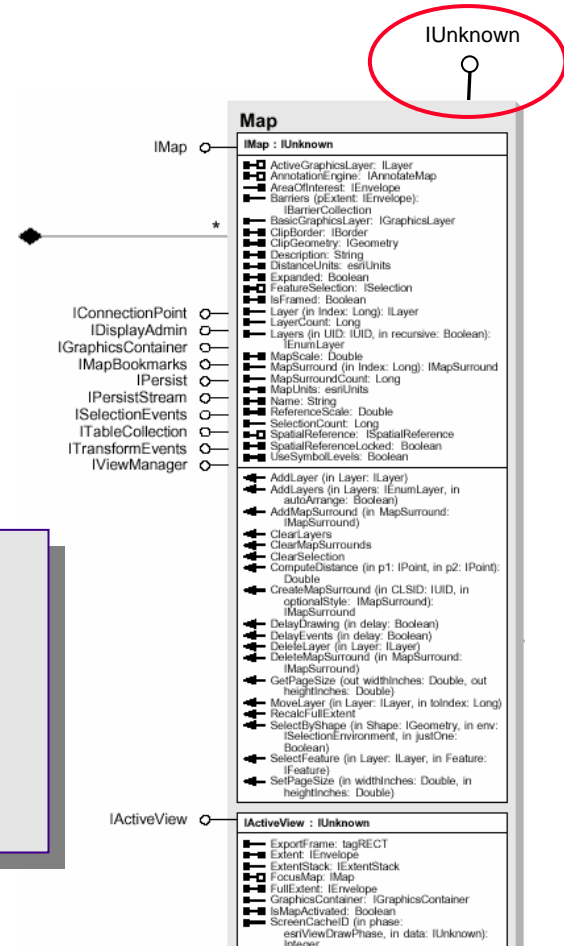 IUnknown
Map
IMap
IMap : IUnknown
ActiveGraphicsLayer: ILayer
AnnotationEngine: IAnnotateMap
AreaOfInterest: IEnvelope
Barriers (pExtent: IEnvelope):
IBarrierCollection
BasicGraphicsLayer: IGraphicsLayer
*
ClipBorder: IBorder
ClipGeometry: IGeometry
Description: String
DistanceUnits: esriUnits
Expanded: Boolean
FeatureSelection: ISelection
IsFramed: Boolean
Layer (in Index: Long): ILayer
LayerCount: Long
Layers (in UID: IUID, in recursive: Boolean):
IEnumLayer
MapScale: Double
MapSurround (in Index: Long): IMapSurround
MapSurroundCount: Long
MapUnits: esriUnits
Name: String
ReferenceScale: Double
SelectionCount: Long
SpatialReference: ISpatialReference
SpatialReferenceLocked: Boolean
UseSymbolLevels: Boolean
IConnectionPoint
IDisplayAdmin
IGraphicsContainer
IMapBookmarks
IPersist
IPersistStream
ISelectionEvents
ITableCollection
ITransformEvents
IViewManager
AddLayer (in Layer: ILayer)
AddLayers (in Layers: IEnumLayer, in
autoArrange: Boolean)
AddMapSurround (in MapSurround:
IMapSurround)
ClearLayers
ClearMapSurrounds
ClearSelection
ComputeDistance (in p1: IPoint, in p2: IPoint):
Double
CreateMapSurround (in CLSID: IUID, in
optionalStyle: IMapSurround):
IMapSurround
DelayDrawing (in delay: Boolean)
DelayEvents (in delay: Boolean)
DeleteLayer (in Layer: ILayer)
DeleteMapSurround (in MapSurround:
IMapSurround)
GetPageSize (out widthInches: Double, out
heightInches: Double)
MoveLayer (in Layer: ILayer, in toIndex: Long)
RecalcFullExtent
SelectByShape (in Shape: IGeometry, in env:
ISelectionEnvironment, in justOne:
Boolean)
SelectFeature (in Layer: ILayer, in Feature:
IFeature)
SetPageSize (in widthInches: Double, in
heightInches: Double)
IActiveView
IActiveView : IUnknown
ExportFrame: tagRECT
Extent: IEnvelope
ExtentStack: IExtentStack
FocusMap: IMap
FullExtent: IEnvelope
GraphicsContainer: IGraphicsContainer
IsMapActivated: Boolean
ScreenCacheID (in phase:
esriViewDrawPhase, in data: IUnknown):
Integer